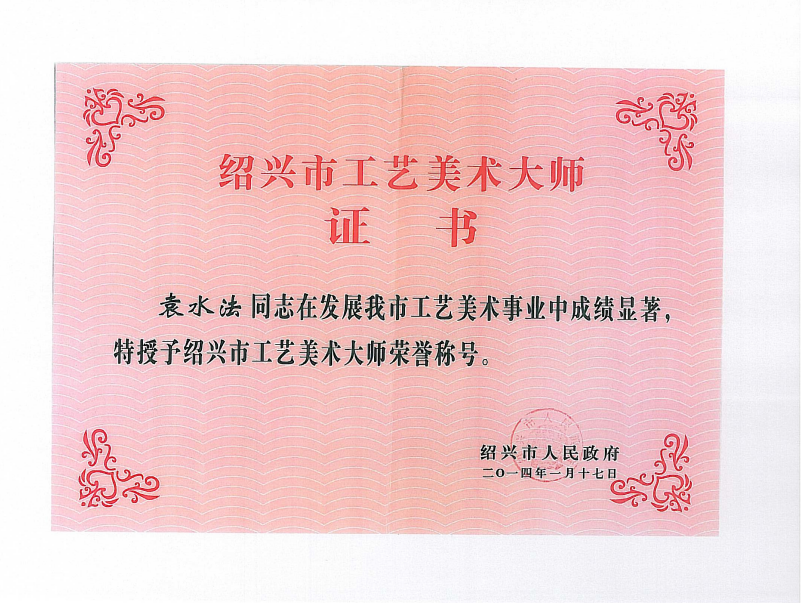 绍兴市工艺美术大师
证 书
袁水法同志在发展我市工艺美术事业中成绩显著，
特授予绍兴市工艺美术大师荣誉称号。
绍兴市人民政府
二〇一四年一月十七日